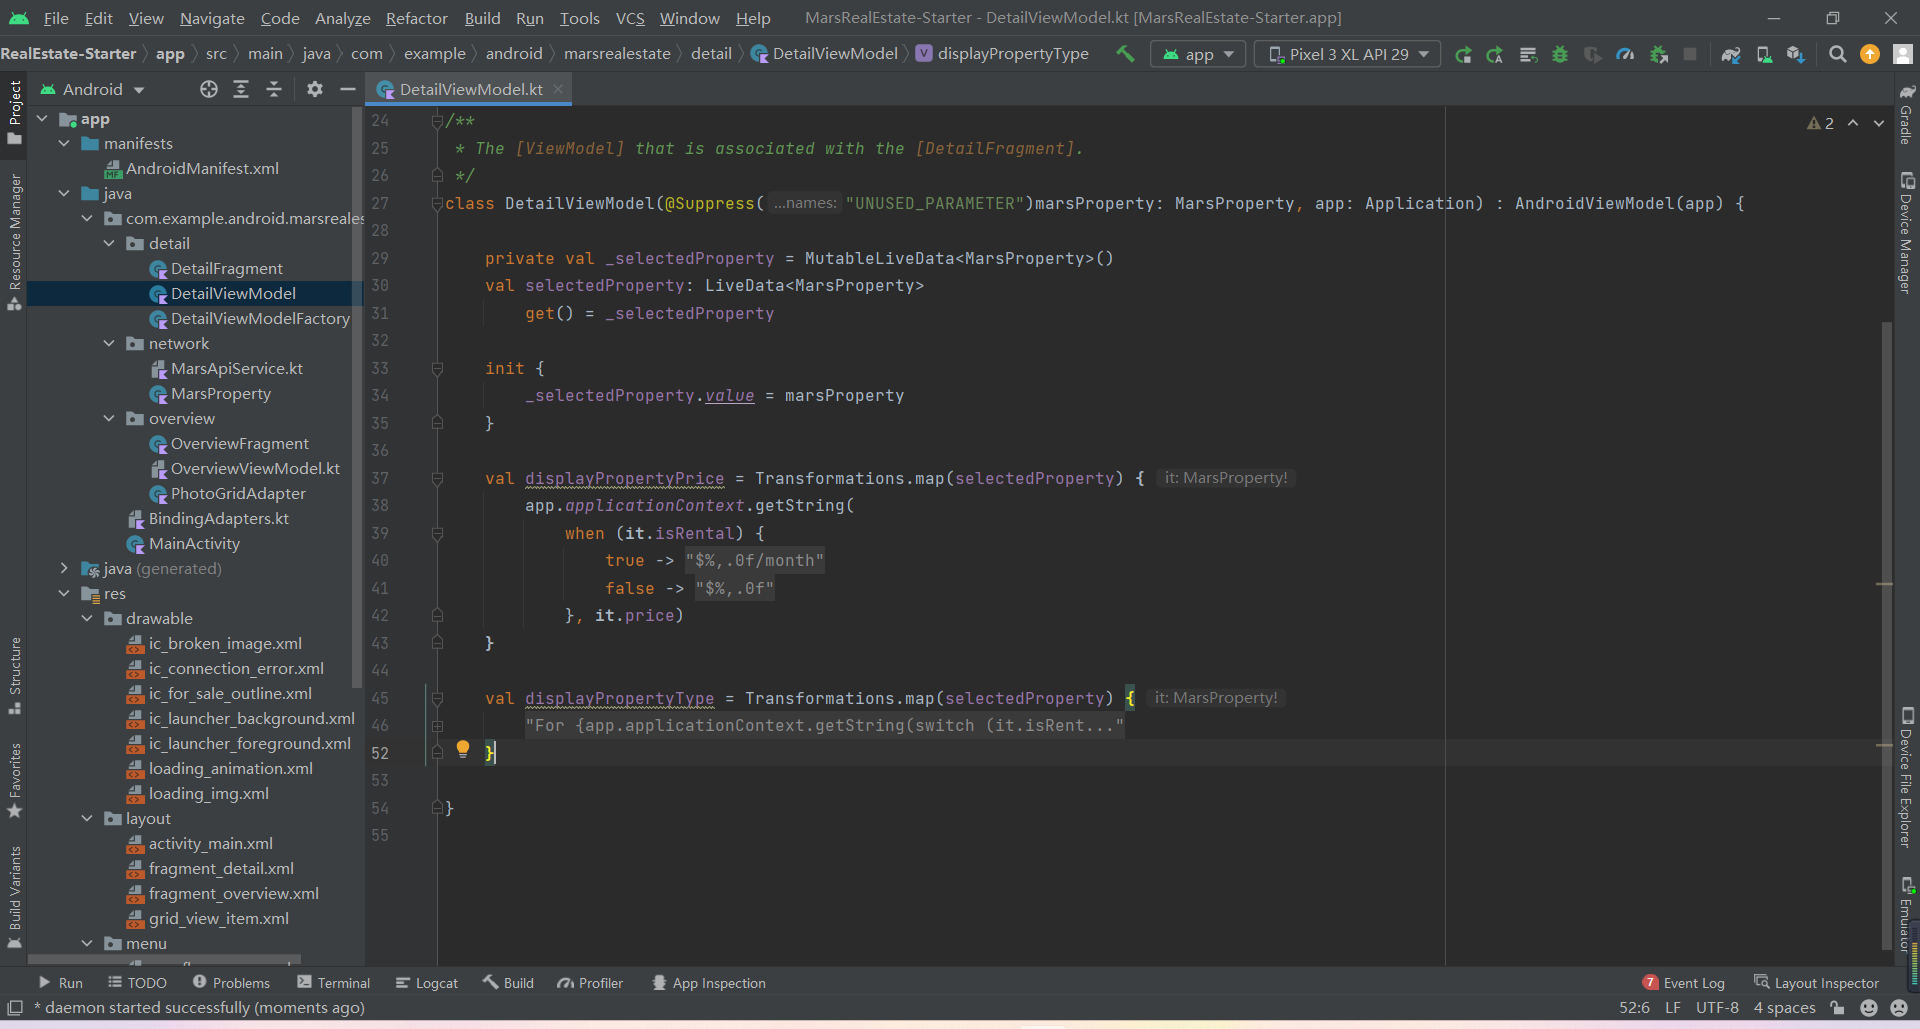 File Edit View Navigate Code Analyze Refactor Build Run Tools VCS Window Help MarsRealEstate-Starter - DetailViewModel.kt [MarsRealEstate-Starter.app]
RealEstate-Starter app src main java com example android marsrealestate detail DetailViewModel displayPropertyType app Pixel 3 XL API 29
Android
DetailViewModel.kt
Project
Resource Manager
Structure
Favorites
Build Variants
app
manifests
AndroidManifest.xml
java
com.example.android.marsreales
detail
DetailFragment
DetailViewModel
DetailViewModelFactory
network
MarsApiService.kt
MarsProperty
overview
OverviewFragment
OverviewViewModel.kt
PhotoGridAdapter
BindingAdapters.kt
MainActivity
java (generated)
res
drawable
ic_broken_image.xml
ic_connection_error.xml
ic_for_sale_outline.xml
ic_launcher_background.xml
ic_launcher_foreground.xml
loading_animation.xml
loading_img.xml
layout
activity_main.xml
fragment_detail.xml
fragment_overview.xml
grid_view_item.xml
menu
2
24 /**
25 * The [ViewModel] that is associated with the [DetailFragment].
26 */
27 class DetailViewModel(@Suppress( ...names: "UNUSED_PARAMETER")marsProperty: MarsProperty, app: Application) : AndroidViewModel(app) {
28
29 private val _selectedProperty = MutableLiveData<MarsProperty>()
30 val selectedProperty: LiveData<MarsProperty>
31 get() = _selectedProperty
32
33 init {
34 _selectedProperty.value = marsProperty
35 }
36
37 val displayPropertyPrice = Transformations.map(selectedProperty) { it: MarsProperty!
38 app.applicationContext.getString(
39 when (it.isRental) {
40 true -> "$%,.0f/month"
41 false -> "$%,.0f"
42 }, it.price)
43 }
44
45 val displayPropertyType = Transformations.map(selectedProperty) { it: MarsProperty!
46 "For {app.applicationContext.getString(switch (it.isRent..."
52 }
53
54 }
55
Gradle
Device Manager
Device File Explorer
Emulator
Run TODO Problems Terminal Logcat Build Profiler App Inspection 7 Event Log Layout Inspector
* daemon started successfully (moments ago) 52:6 LF UTF-8 4 spaces